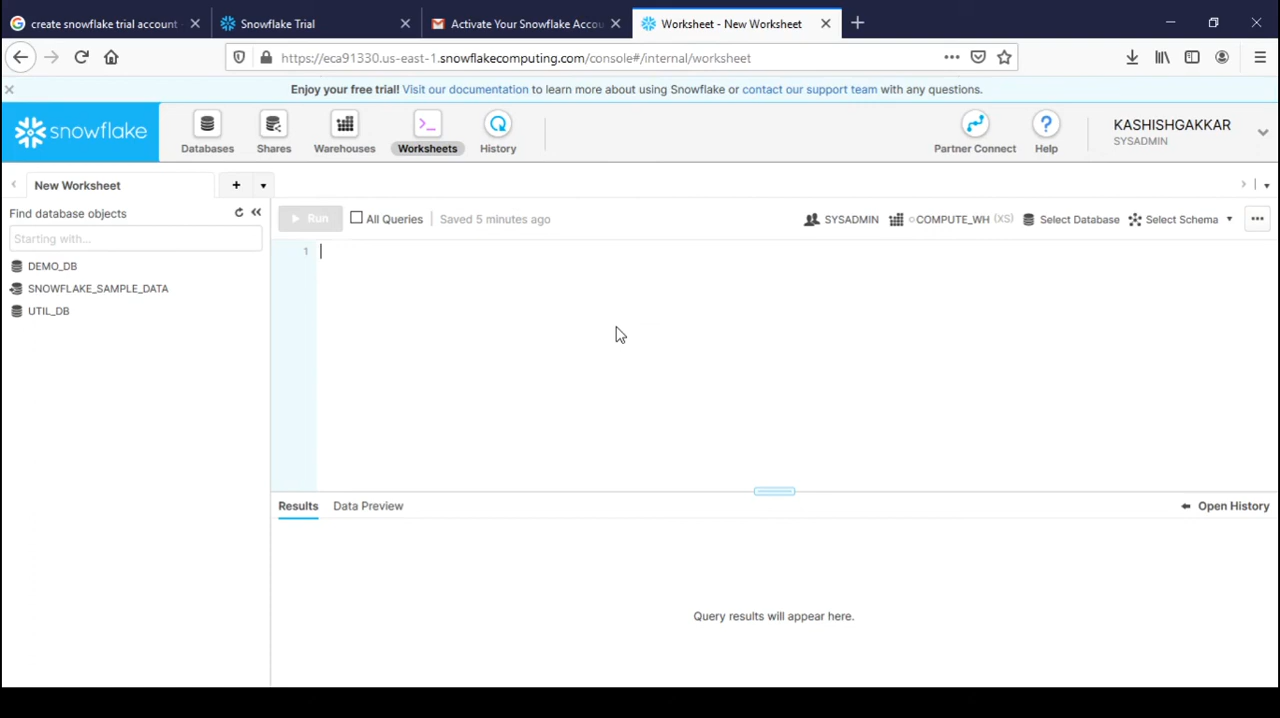 create snowflake trial account
Snowflake Trial
Activate Your Snowflake Accou
Worksheet - New Worksheet
https://eca91330.us-east-1.snowflakecomputing.com/console#/internal/worksheet
Enjoy your free trial! Visit our documentation to learn more about using Snowflake or contact our support team with any questions.
snowflake
Databases
Shares
Warehouses
Worksheets
History
Partner Connect
Help
KASHISHGAKKAR
SYSADMIN
New Worksheet
Find database objects
Starting with...
DEMO_DB
SNOWFLAKE_SAMPLE_DATA
UTIL_DB
Run
All Queries
Saved 5 minutes ago
SYSADMIN
COMPUTE_WH (XS)
Select Database
Select Schema
1
Results
Data Preview
Open History
Query results will appear here.